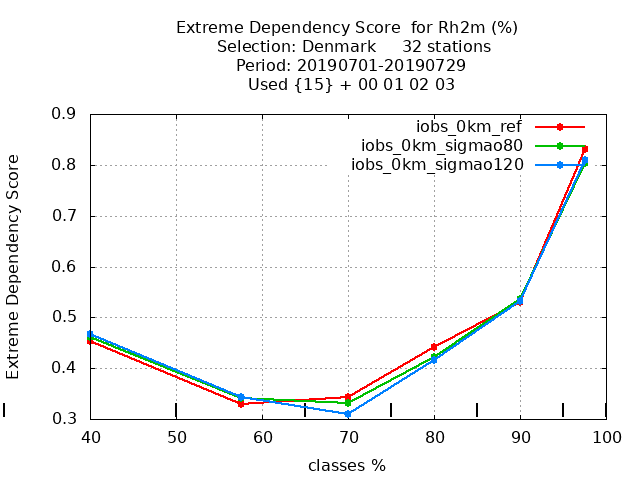 Extreme Dependency Score  for Rh2m (%)
Selection: Denmark     32 stations
Period: 20190701-20190729
Used {15} + 00 01 02 03
Extreme Dependency Score
0.9
0.8
0.7
0.6
0.5
0.4
0.3
iobs_0km_ref
iobs_0km_sigmao80
iobs_0km_sigmao120
40 50 60 70 80 90 100
classes %